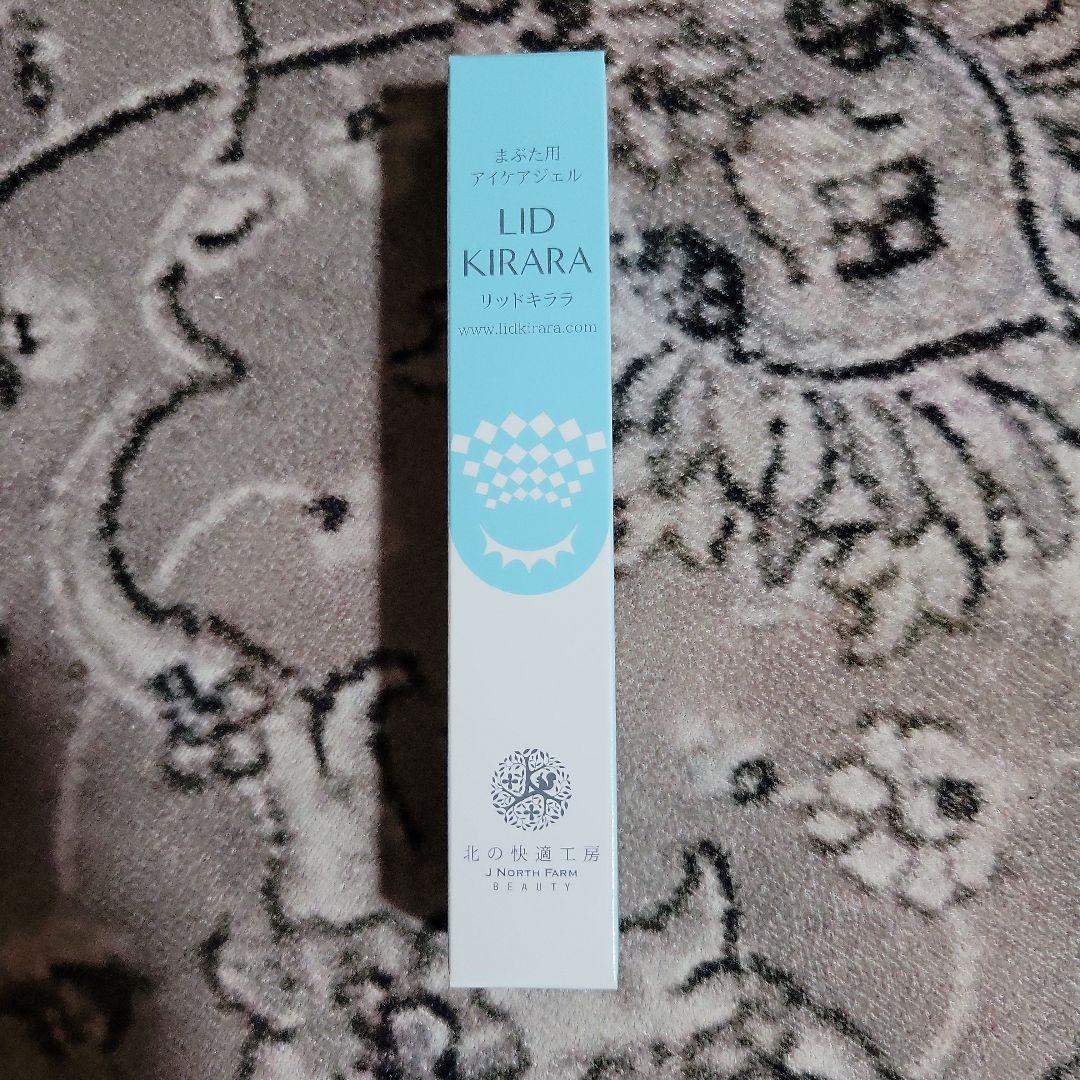 まぶた用
アイケアジェル
LID
KIRARA
リッドキララ
www.lidkirara.com
北の快適工房
J NORTH FARM
BEAUTY